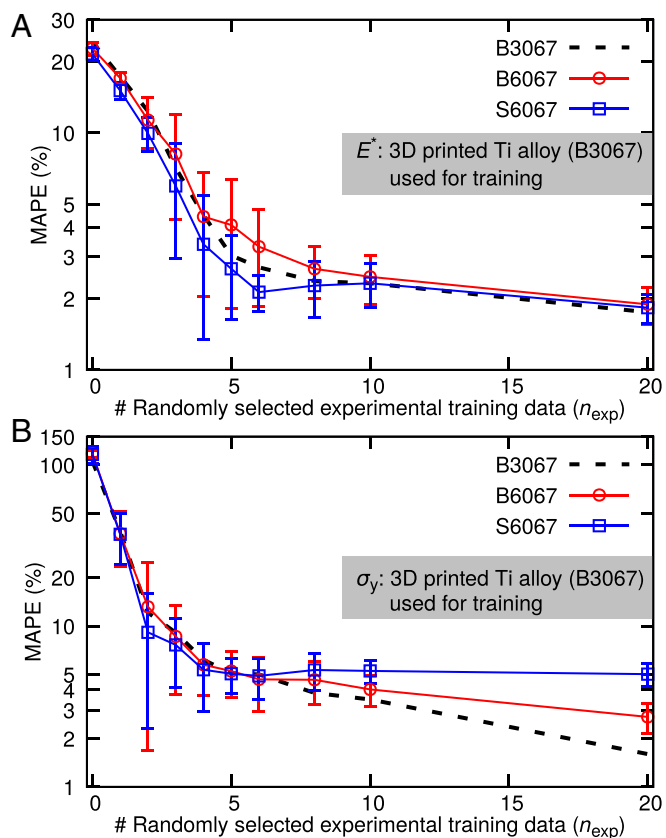 A
30
20
10
5
4
3
2
1
MAPE (%)
B3067
B6067
S6067
E*: 3D printed Ti alloy (B3067)
used for training
0 5 10 15 20
# Randomly selected experimental training data (nexp)
B
150
100
50
20
10
5
4
3
2
1
MAPE (%)
B3067
B6067
S6067
σy: 3D printed Ti alloy (B3067)
used for training
0 5 10 15 20
# Randomly selected experimental training data (nexp)